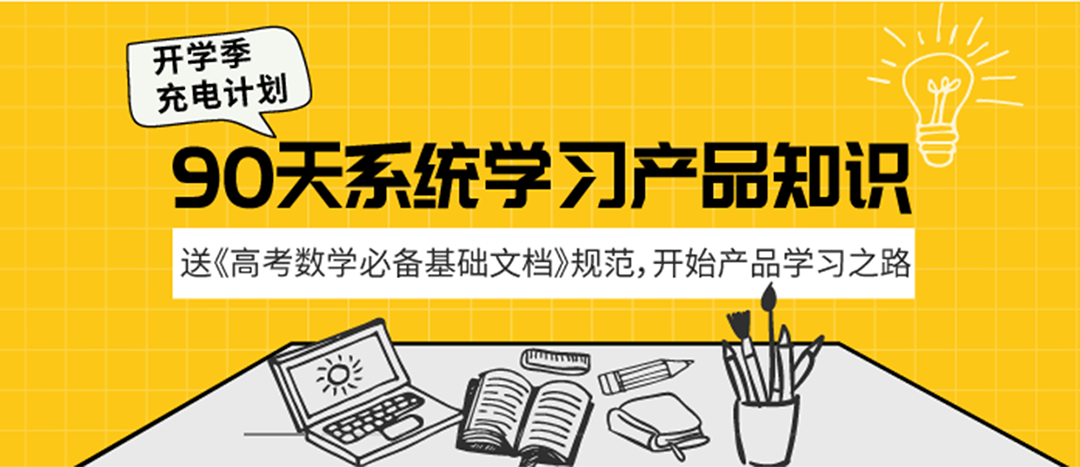 开学季
充电计划
90天系统学习产品知识
送《高考数学必备基础文档》规范,开始产品学习之路